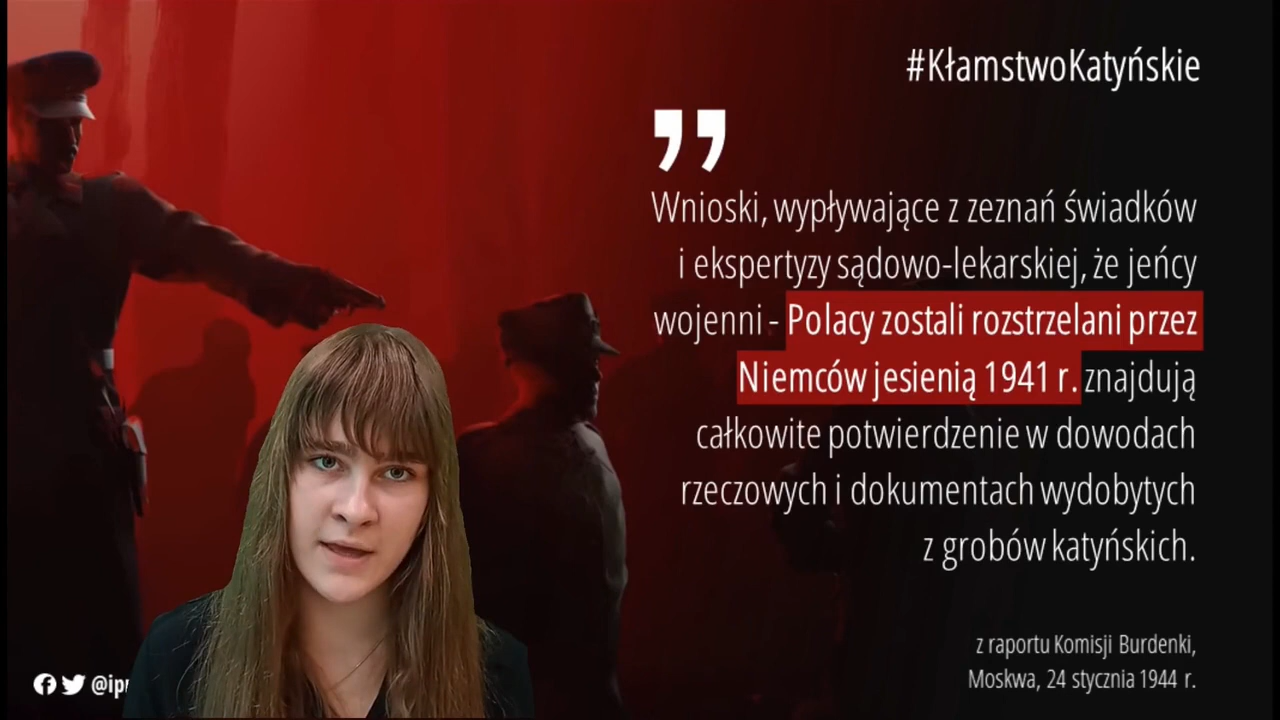 #KłamstwoKatyńskie
”
Wnioski, wypływające z zeznań świadków
i ekspertyzy sądowo-lekarskiej, że jeńcy
wojenni - Polacy zostali rozstrzelani przez
Niemców jesienią 1941 r. znajdują
całkowite potwierdzenie w dowodach
rzeczowych i dokumentach wydobytych
z grobów katyńskich.
z raportu Komisji Burdenki,
Moskwa, 24 stycznia 1944 r.